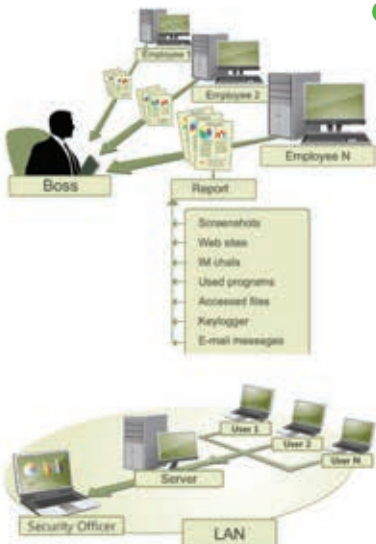 Employee 1
Employee 2
Employee N
Boss
Report
Screenshots
Web sites
IM chats
Used programs
Accessed files
Keylogger
E-mail messages
User 1
User 2
User N
Server
Security Officer
LAN